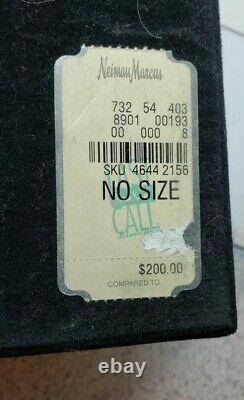 Neiman Marcus
732 54 403
8901 00193
00 000 8
SKU 4644 2156
NO SIZE
CALL
$200.00
COMPARED TO